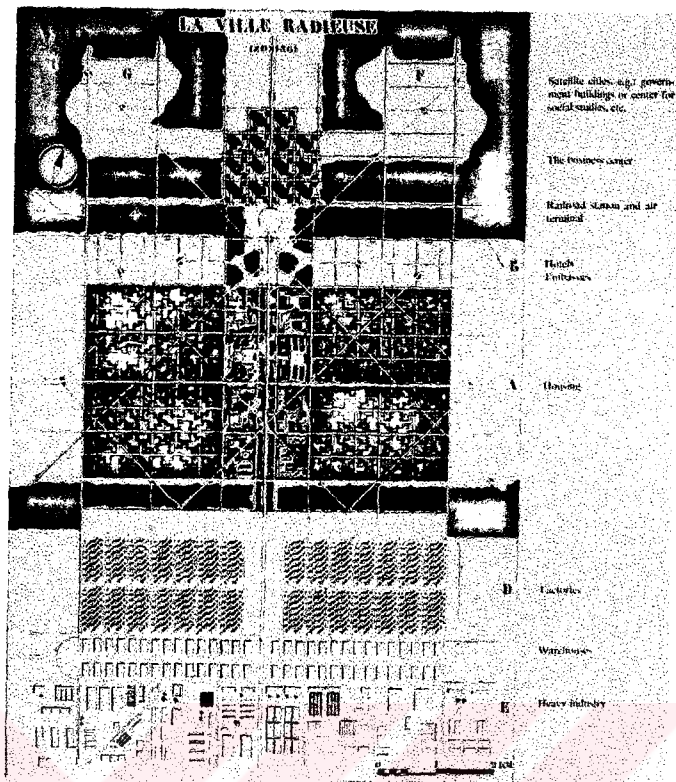 LA VILLE RADIEUSE
G
F
Satellite cities, e.g.: govern-
ment buildings or center for
social studies, etc.
The business center
Railroad station and air
terminal
B
Hotels
Embassies
A
Housing
D
Factories
Warehouses
E
Heavy industry